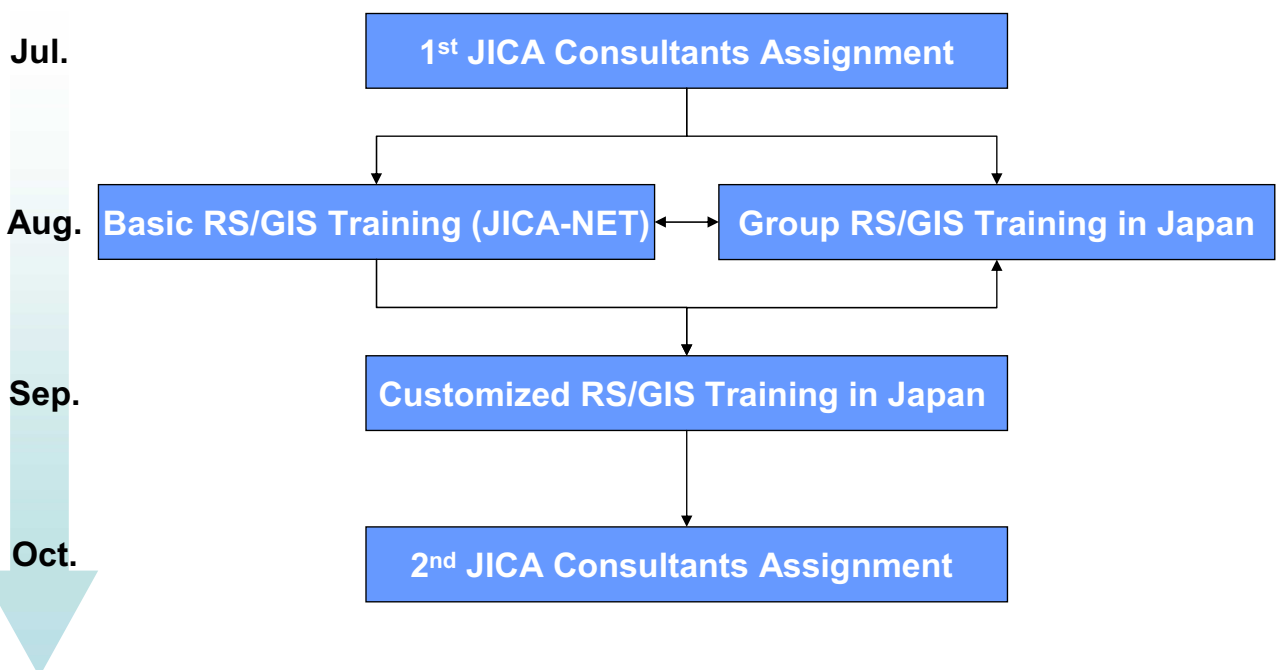 Jul.
1st JICA Consultants Assignment
Aug.
Basic RS/GIS Training (JICA-NET)
Group RS/GIS Training in Japan
Sep.
Customized RS/GIS Training in Japan
Oct.
2nd JICA Consultants Assignment